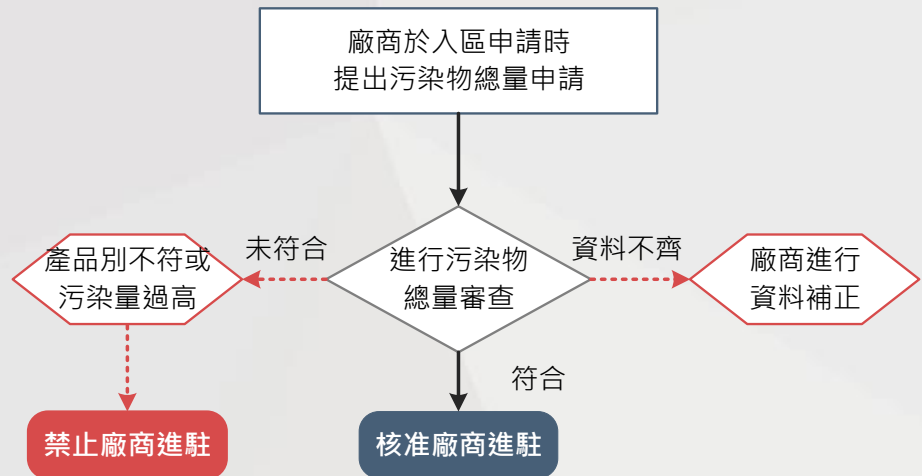 廠商於入區申請時
提出污染物總量申請
未符合
資料不齊
產品別不符或
污染量過高
進行污染物
總量審查
廠商進行
資料補正
符合
禁止廠商進駐
核准廠商進駐